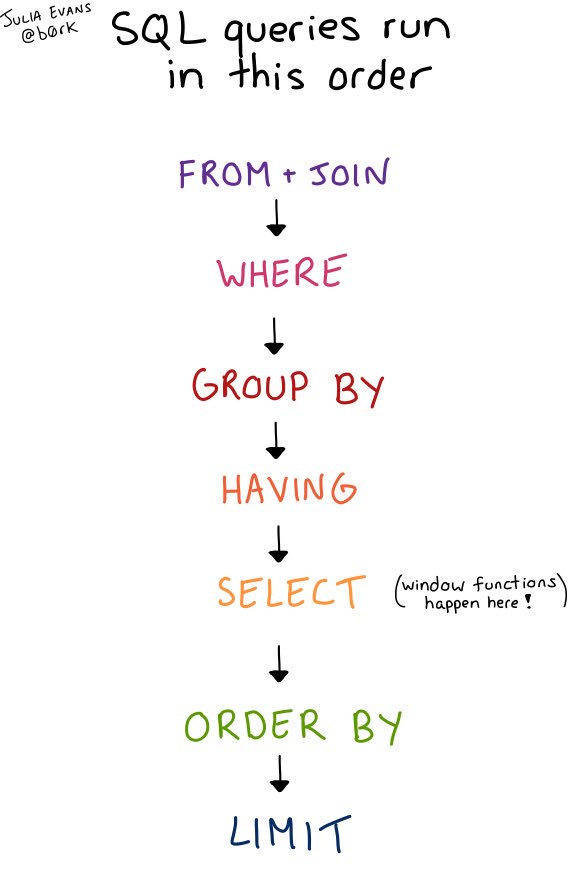 JULIA EVANS
@b0rk
SQL queries run
in this order
FROM + JOIN
WHERE
GROUP BY
HAVING
SELECT (window functions
happen here!)
ORDER BY
LIMIT